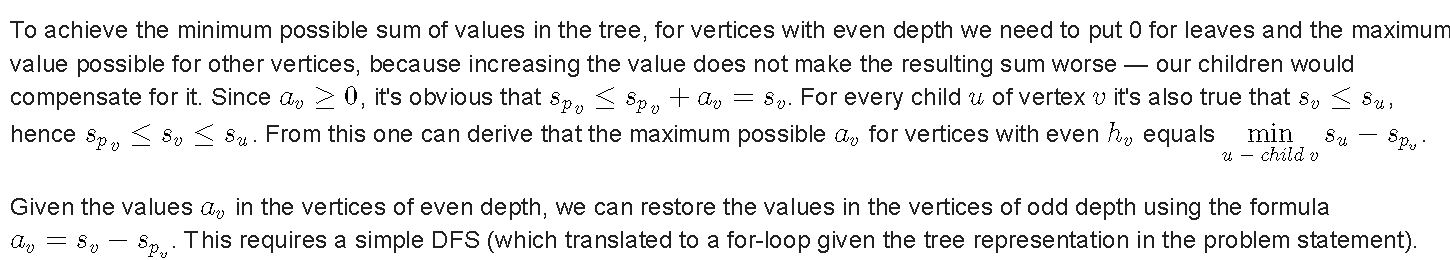 To achieve the minimum possible sum of values in the tree, for vertices with even depth we need to put 0 for leaves and the maximum
value possible for other vertices, because increasing the value does not make the resulting sum worse — our children would
compensate for it. Since $a_v \geq 0$, it's obvious that $s_{p_v} \leq s_{p_v} + a_v = s_v$. For every child $u$ of vertex $v$ it's also true that $s_v \leq s_u$,
hence $s_{p_v} \leq s_v \leq s_u$. From this one can derive that the maximum possible $a_v$ for vertices with even $h_v$ equals $\min\limits_{u - child\ v} s_u - s_{p_v}$.
Given the values $a_v$ in the vertices of even depth, we can restore the values in the vertices of odd depth using the formula
$a_v = s_v - s_{p_v}$. This requires a simple DFS (which translated to a for-loop given the tree representation in the problem statement).